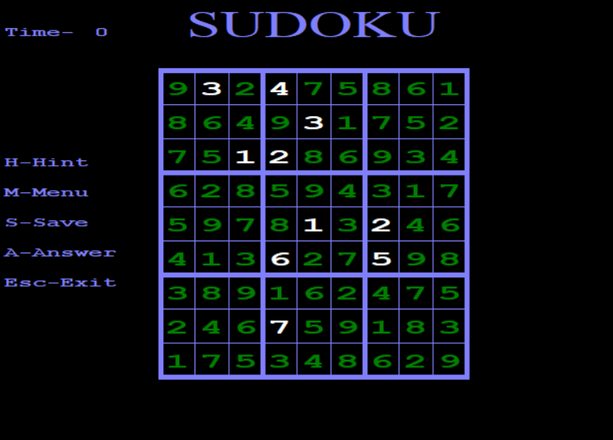 SUDOKU
Time- 0
9 3 2 4 7 5 8 6 1
8 6 4 9 3 1 7 5 2
7 5 1 2 8 6 9 3 4
H-Hint
6 2 8 5 9 4 3 1 7
M-Menu
5 9 7 8 1 3 2 4 6
S-Save
4 1 3 6 2 7 5 9 8
A-Answer
3 8 9 1 6 2 4 7 5
Esc-Exit
2 4 6 7 5 9 1 8 3
1 7 5 3 4 8 6 2 9